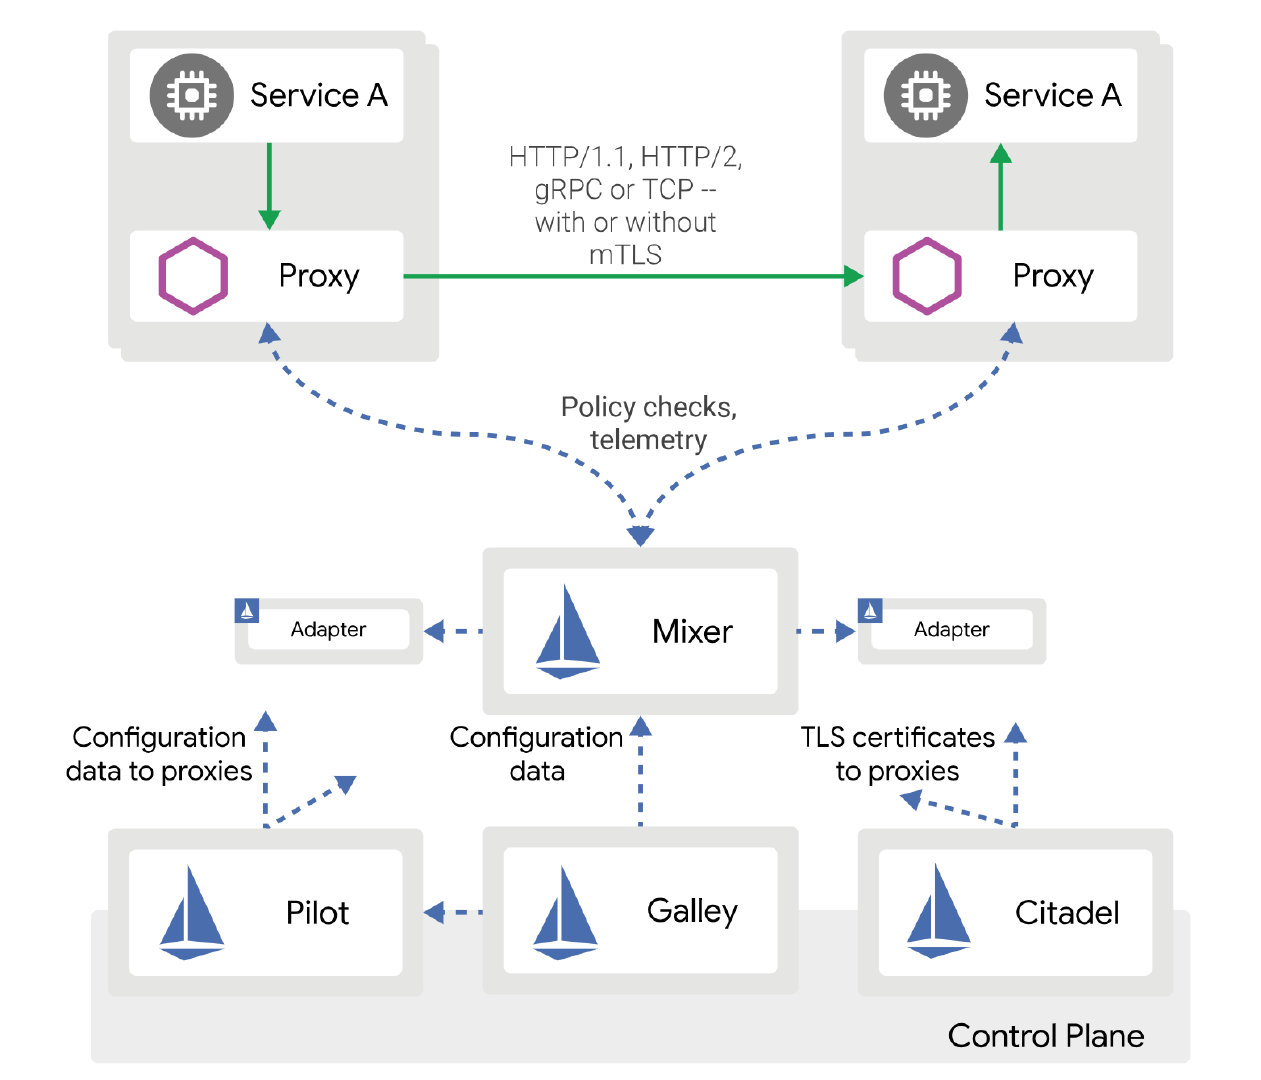 Service A
Service A
HTTP/1.1, HTTP/2,
gRPC or TCP --
with or without
mTLS
Proxy
Proxy
Policy checks,
telemetry
Adapter
Mixer
Adapter
Configuration
data to proxies
Configuration
data
TLS certificates
to proxies
Pilot
Galley
Citadel
Control Plane